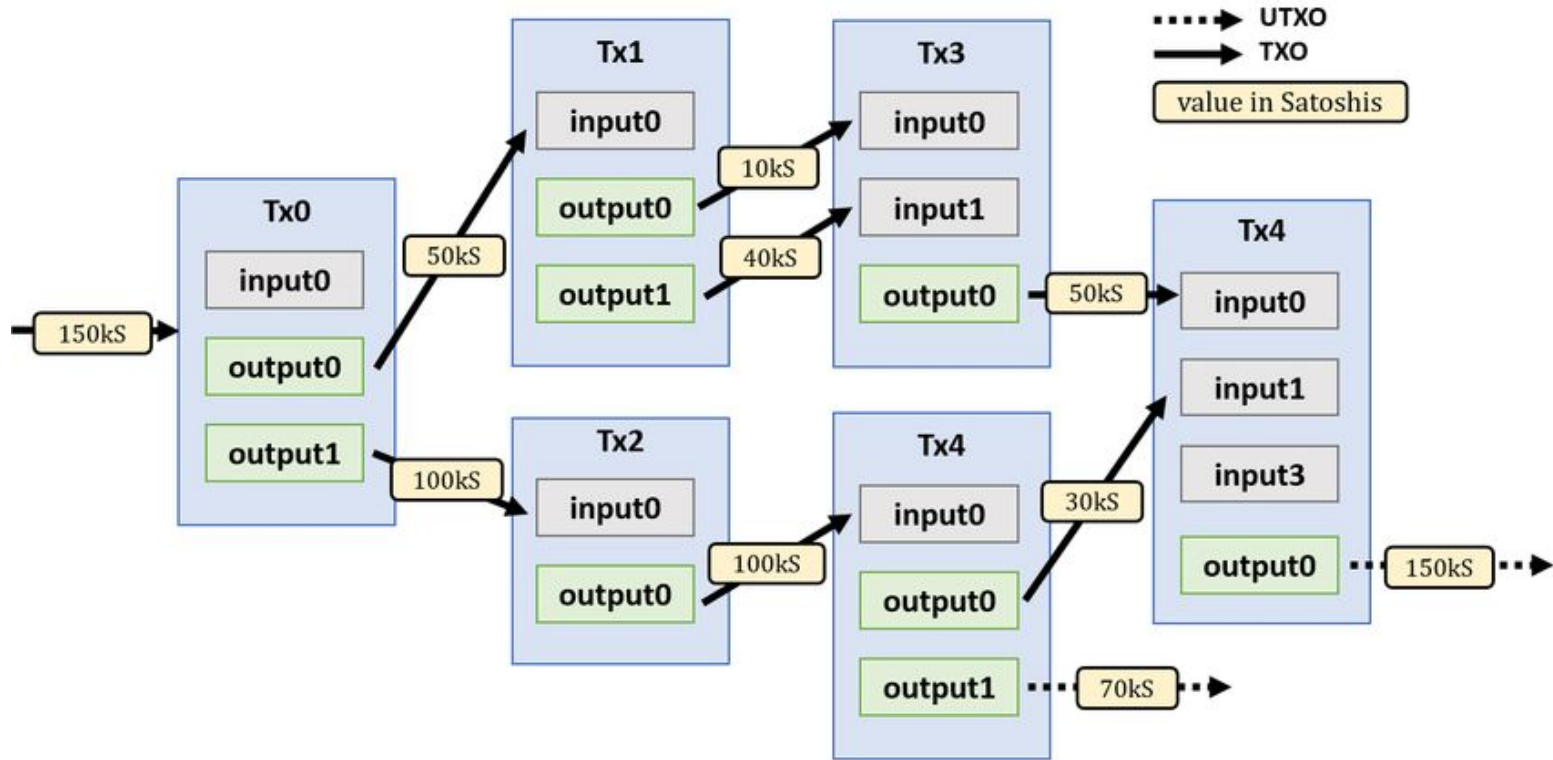 UTXO
TXO
value in Satoshis
150kS
Tx0
input0
output0
output1
50kS
100kS
Tx1
input0
output0
output1
10kS
40kS
Tx2
input0
output0
100kS
Tx3
input0
input1
output0
50kS
Tx4
input0
output0
output1
30kS
70kS
Tx4
input0
input1
input3
output0
150kS